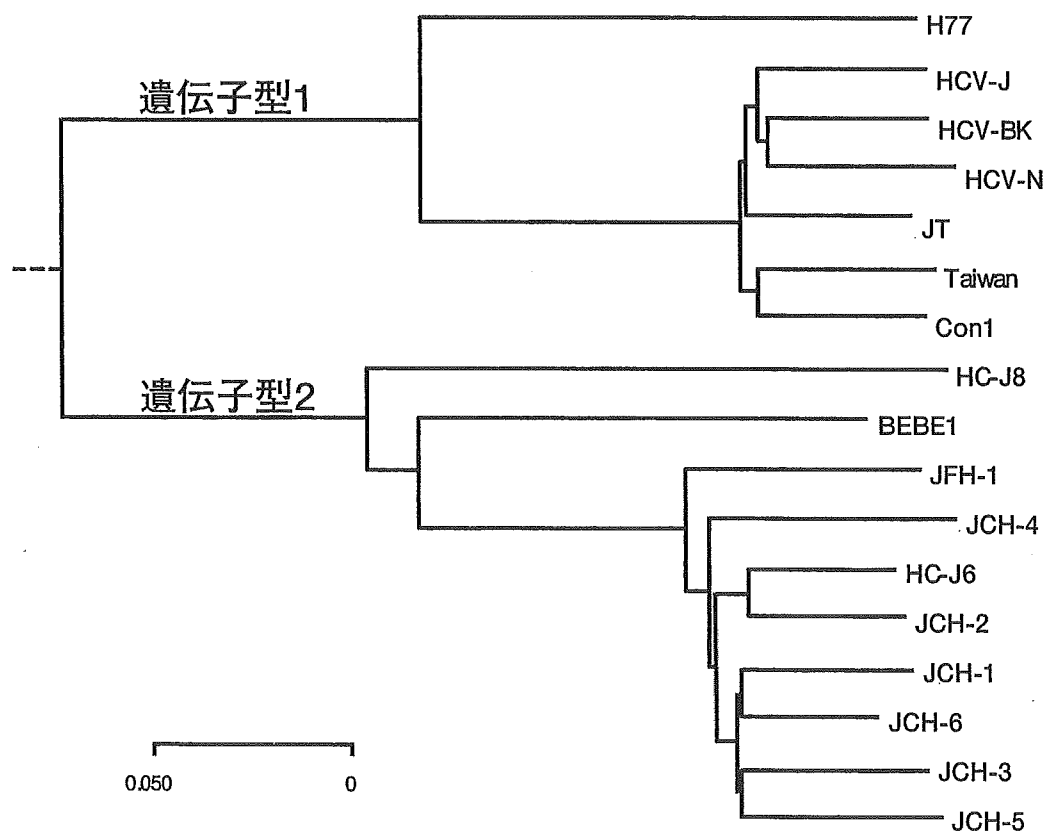 H77
遺伝子型1
HCV-J
HCV-BK
HCV-N
JT
Taiwan
Con1
HC-J8
遺伝子型2
BEBE1
JFH-1
JCH-4
HC-J6
JCH-2
JCH-1
JCH-6
JCH-3
0.050 0
JCH-5